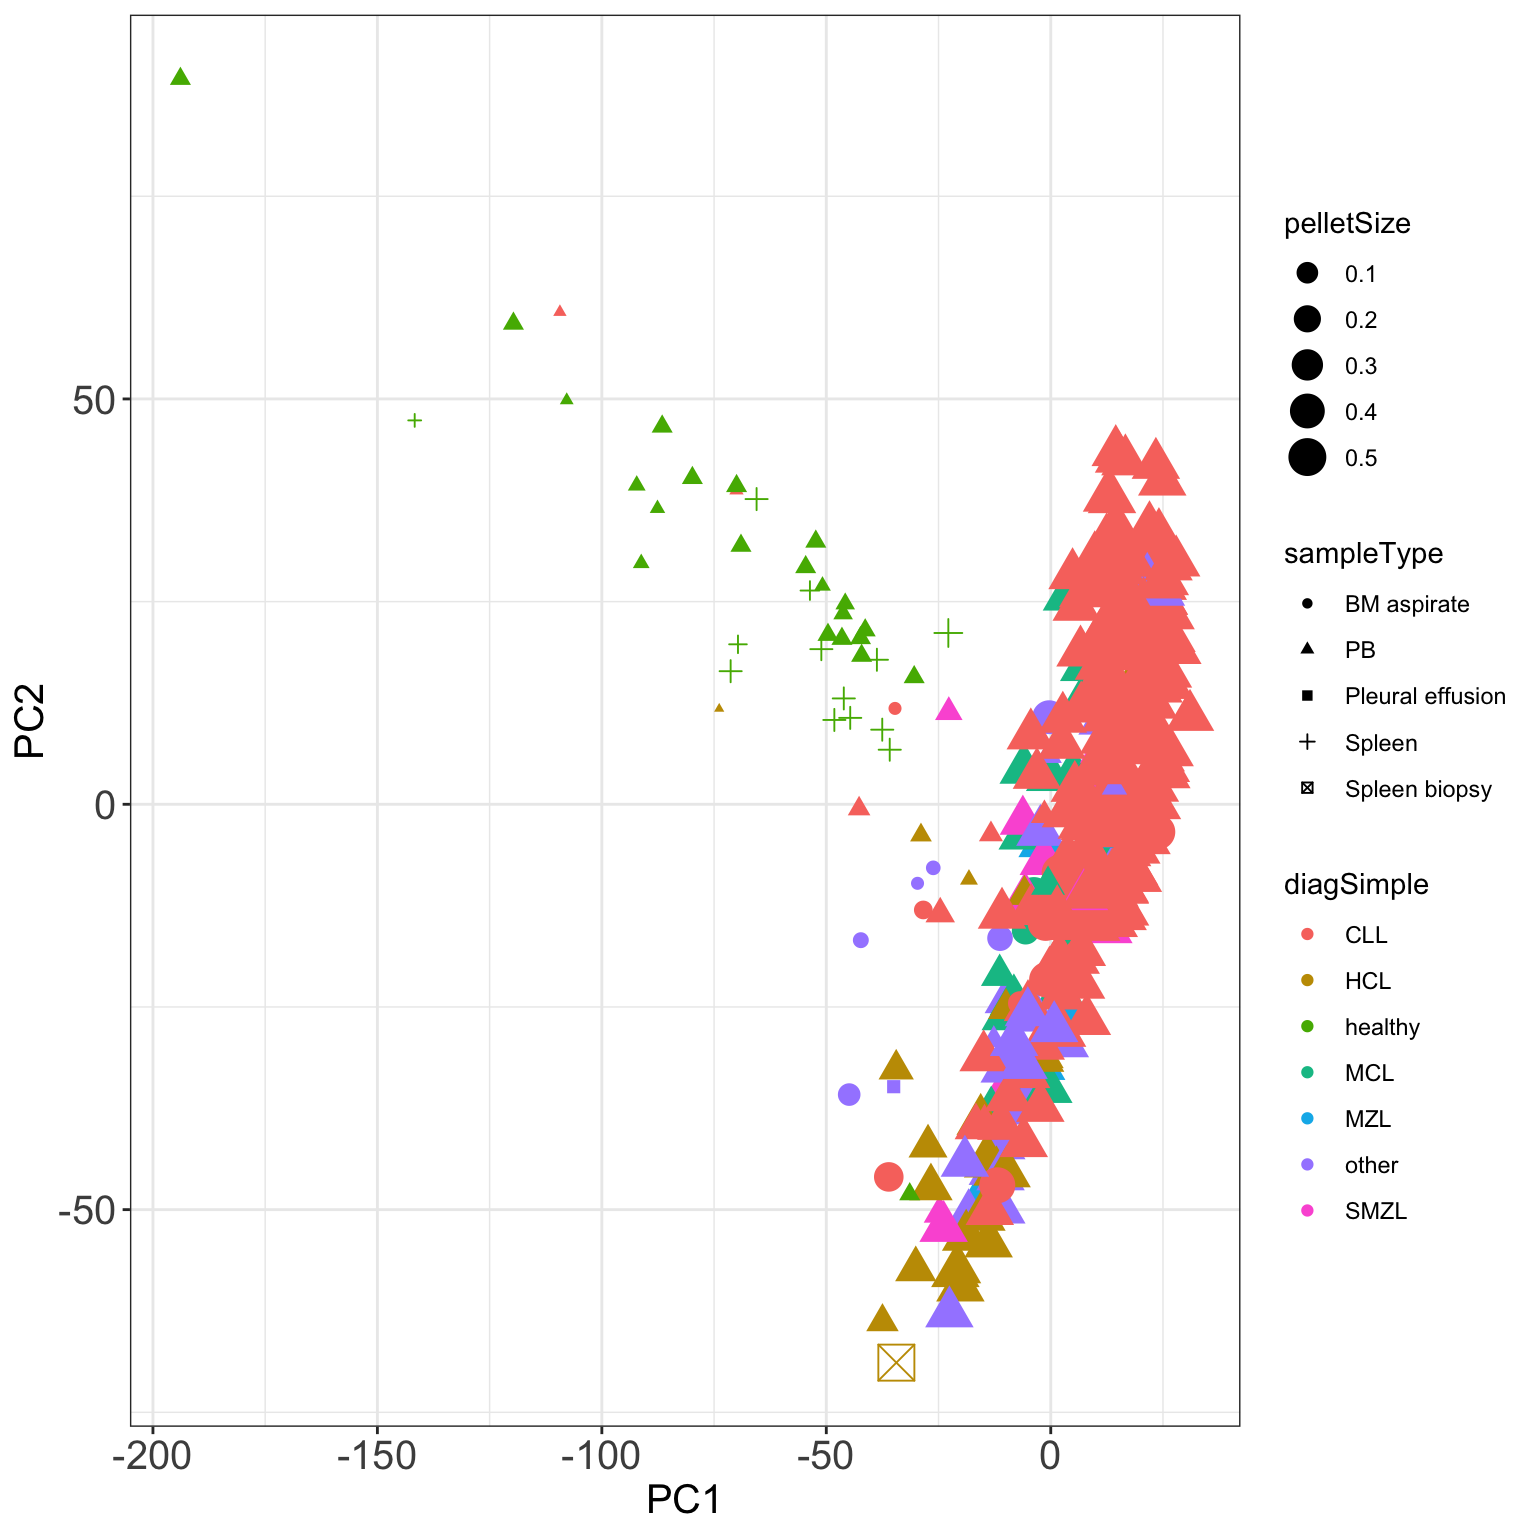 50
0
-50
-200
-150
-100
-50
0
PC1
PC2
pelletSize
0.1
0.2
0.3
0.4
0.5
sampleType
BM aspirate
PB
Pleural effusion
Spleen
Spleen biopsy
diagSimple
CLL
HCL
healthy
MCL
MZL
other
SMZL